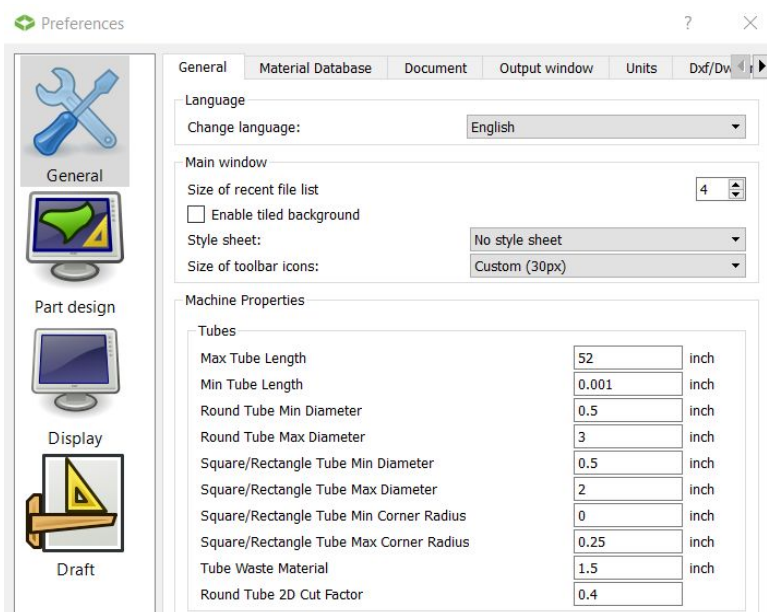 Preferences
General Material Database Document Output window Units
General
Part design
Display
Draft
Language
Change language: English
Main window
Size of recent file list 4
Enable tiled background
Style sheet: No style sheet
Size of toolbar icons: Custom (30px)
Machine Properties
Tubes
Max Tube Length 52 inch
Min Tube Length 0.001 inch
Round Tube Min Diameter 0.5 inch
Round Tube Max Diameter 3 inch
Square/Rectangle Tube Min Diameter 0.5 inch
Square/Rectangle Tube Max Diameter 2 inch
Square/Rectangle Tube Min Corner Radius 0 inch
Square/Rectangle Tube Max Corner Radius 0.25 inch
Tube Waste Material 1.5 inch
Round Tube 2D Cut Factor 0.4